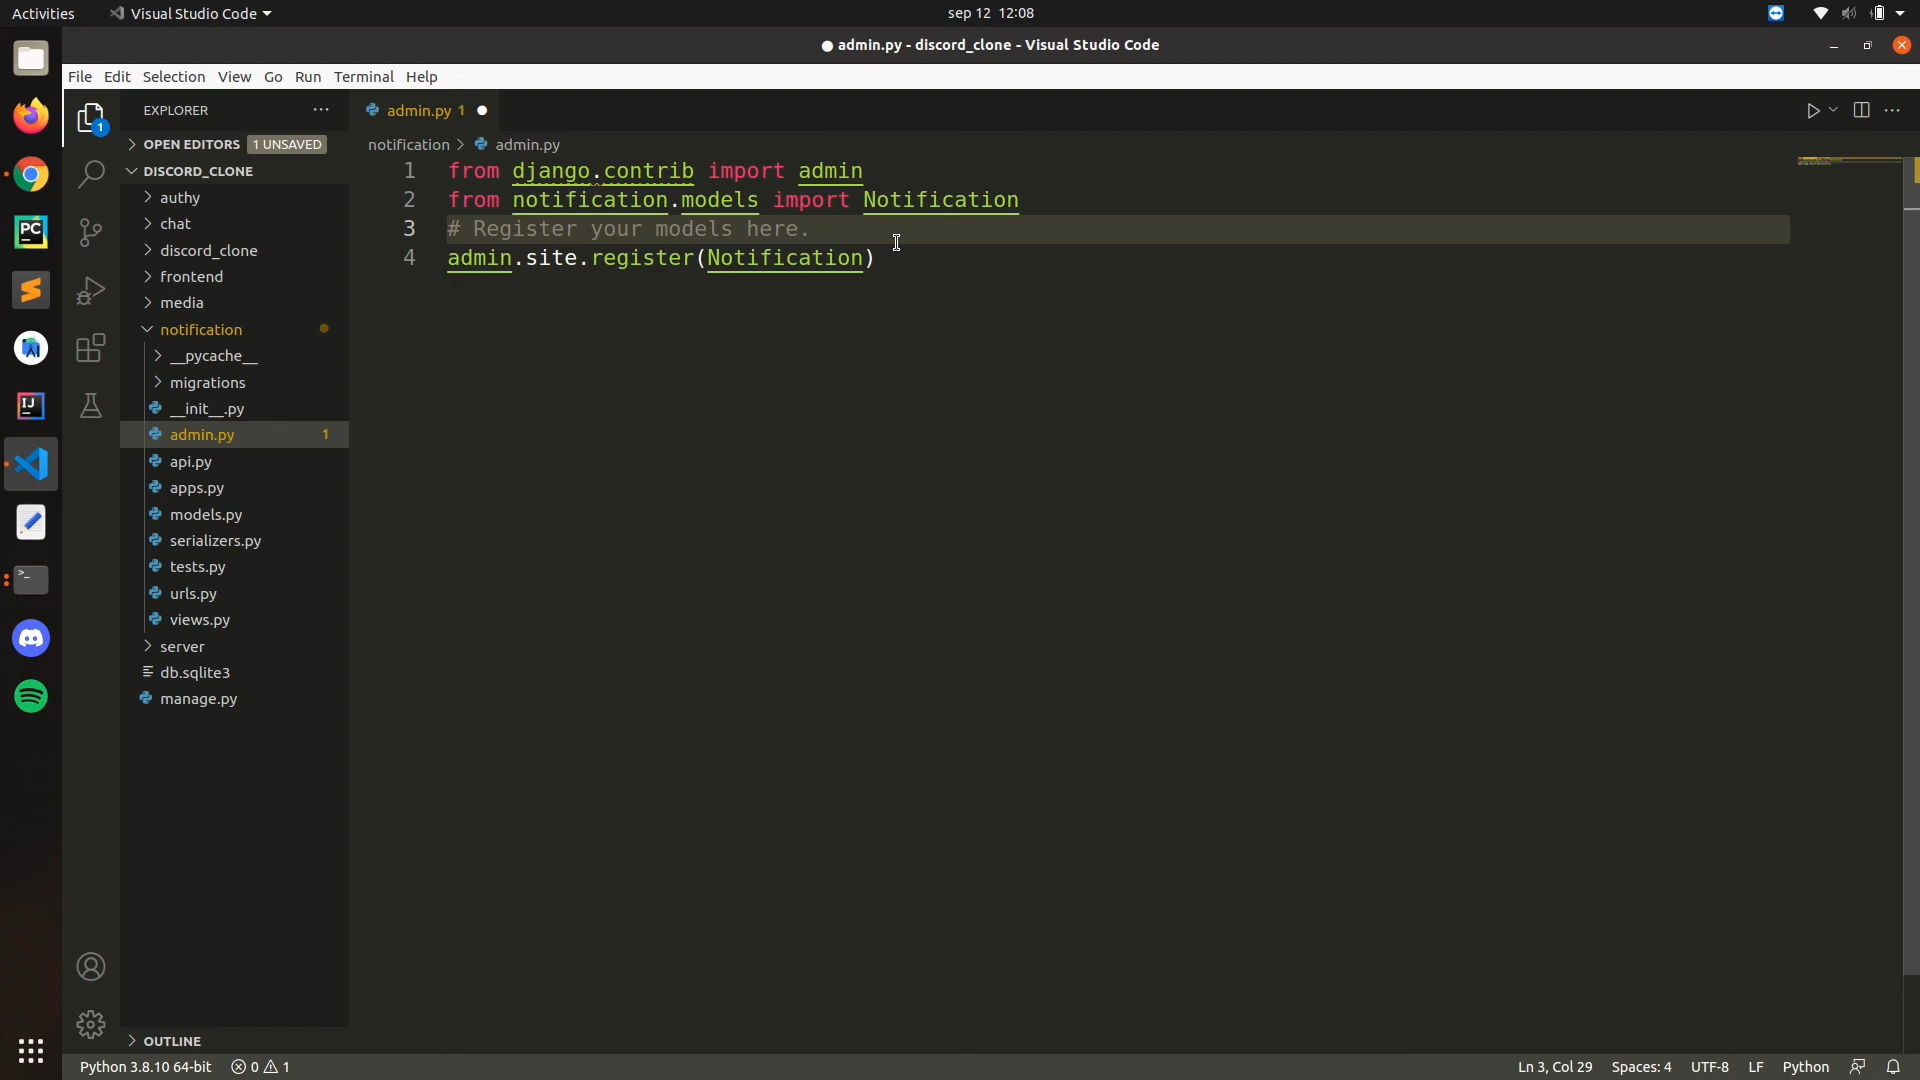 Activities
Visual Studio Code
sep 12 12:08
● admin.py - discord_clone - Visual Studio Code
File Edit Selection View Go Run Terminal Help
EXPLORER
OPEN EDITORS 1 UNSAVED
DISCORD_CLONE
authy
chat
discord_clone
frontend
media
notification
__pycache__
migrations
__init__.py
admin.py 1
api.py
apps.py
models.py
serializers.py
tests.py
urls.py
views.py
server
db.sqlite3
manage.py
OUTLINE
1
PC
IJ
>_
admin.py 1
notification > admin.py
1 from django.contrib import admin
2 from notification.models import Notification
3 # Register your models here.
4 admin.site.register(Notification)
Python 3.8.10 64-bit 0 1
Ln 3, Col 29 Spaces: 4 UTF-8 LF Python